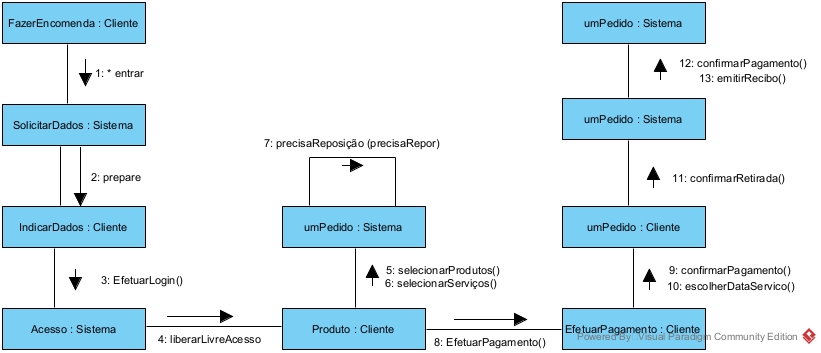 FazerEncomenda : Cliente
1: * entrar
SolicitarDados : Sistema
2: prepare
IndicarDados : Cliente
3: EfetuarLogin()
Acesso : Sistema
4: liberarLivreAcesso
7: precisaReposição (precisaRepor)
umPedido : Sistema
5: selecionarProdutos()
6: selecionarServiços()
Produto : Cliente
8: EfetuarPagamento()
umPedido : Sistema
12: confirmarPagamento()
13: emitirRecibo()
umPedido : Sistema
11: confirmarRetirada()
umPedido : Cliente
9: confirmarPagamento()
10: escolherDataServico()
EfetuarPagamento : Cliente
Powered By: Visual Paradigm Community Edition